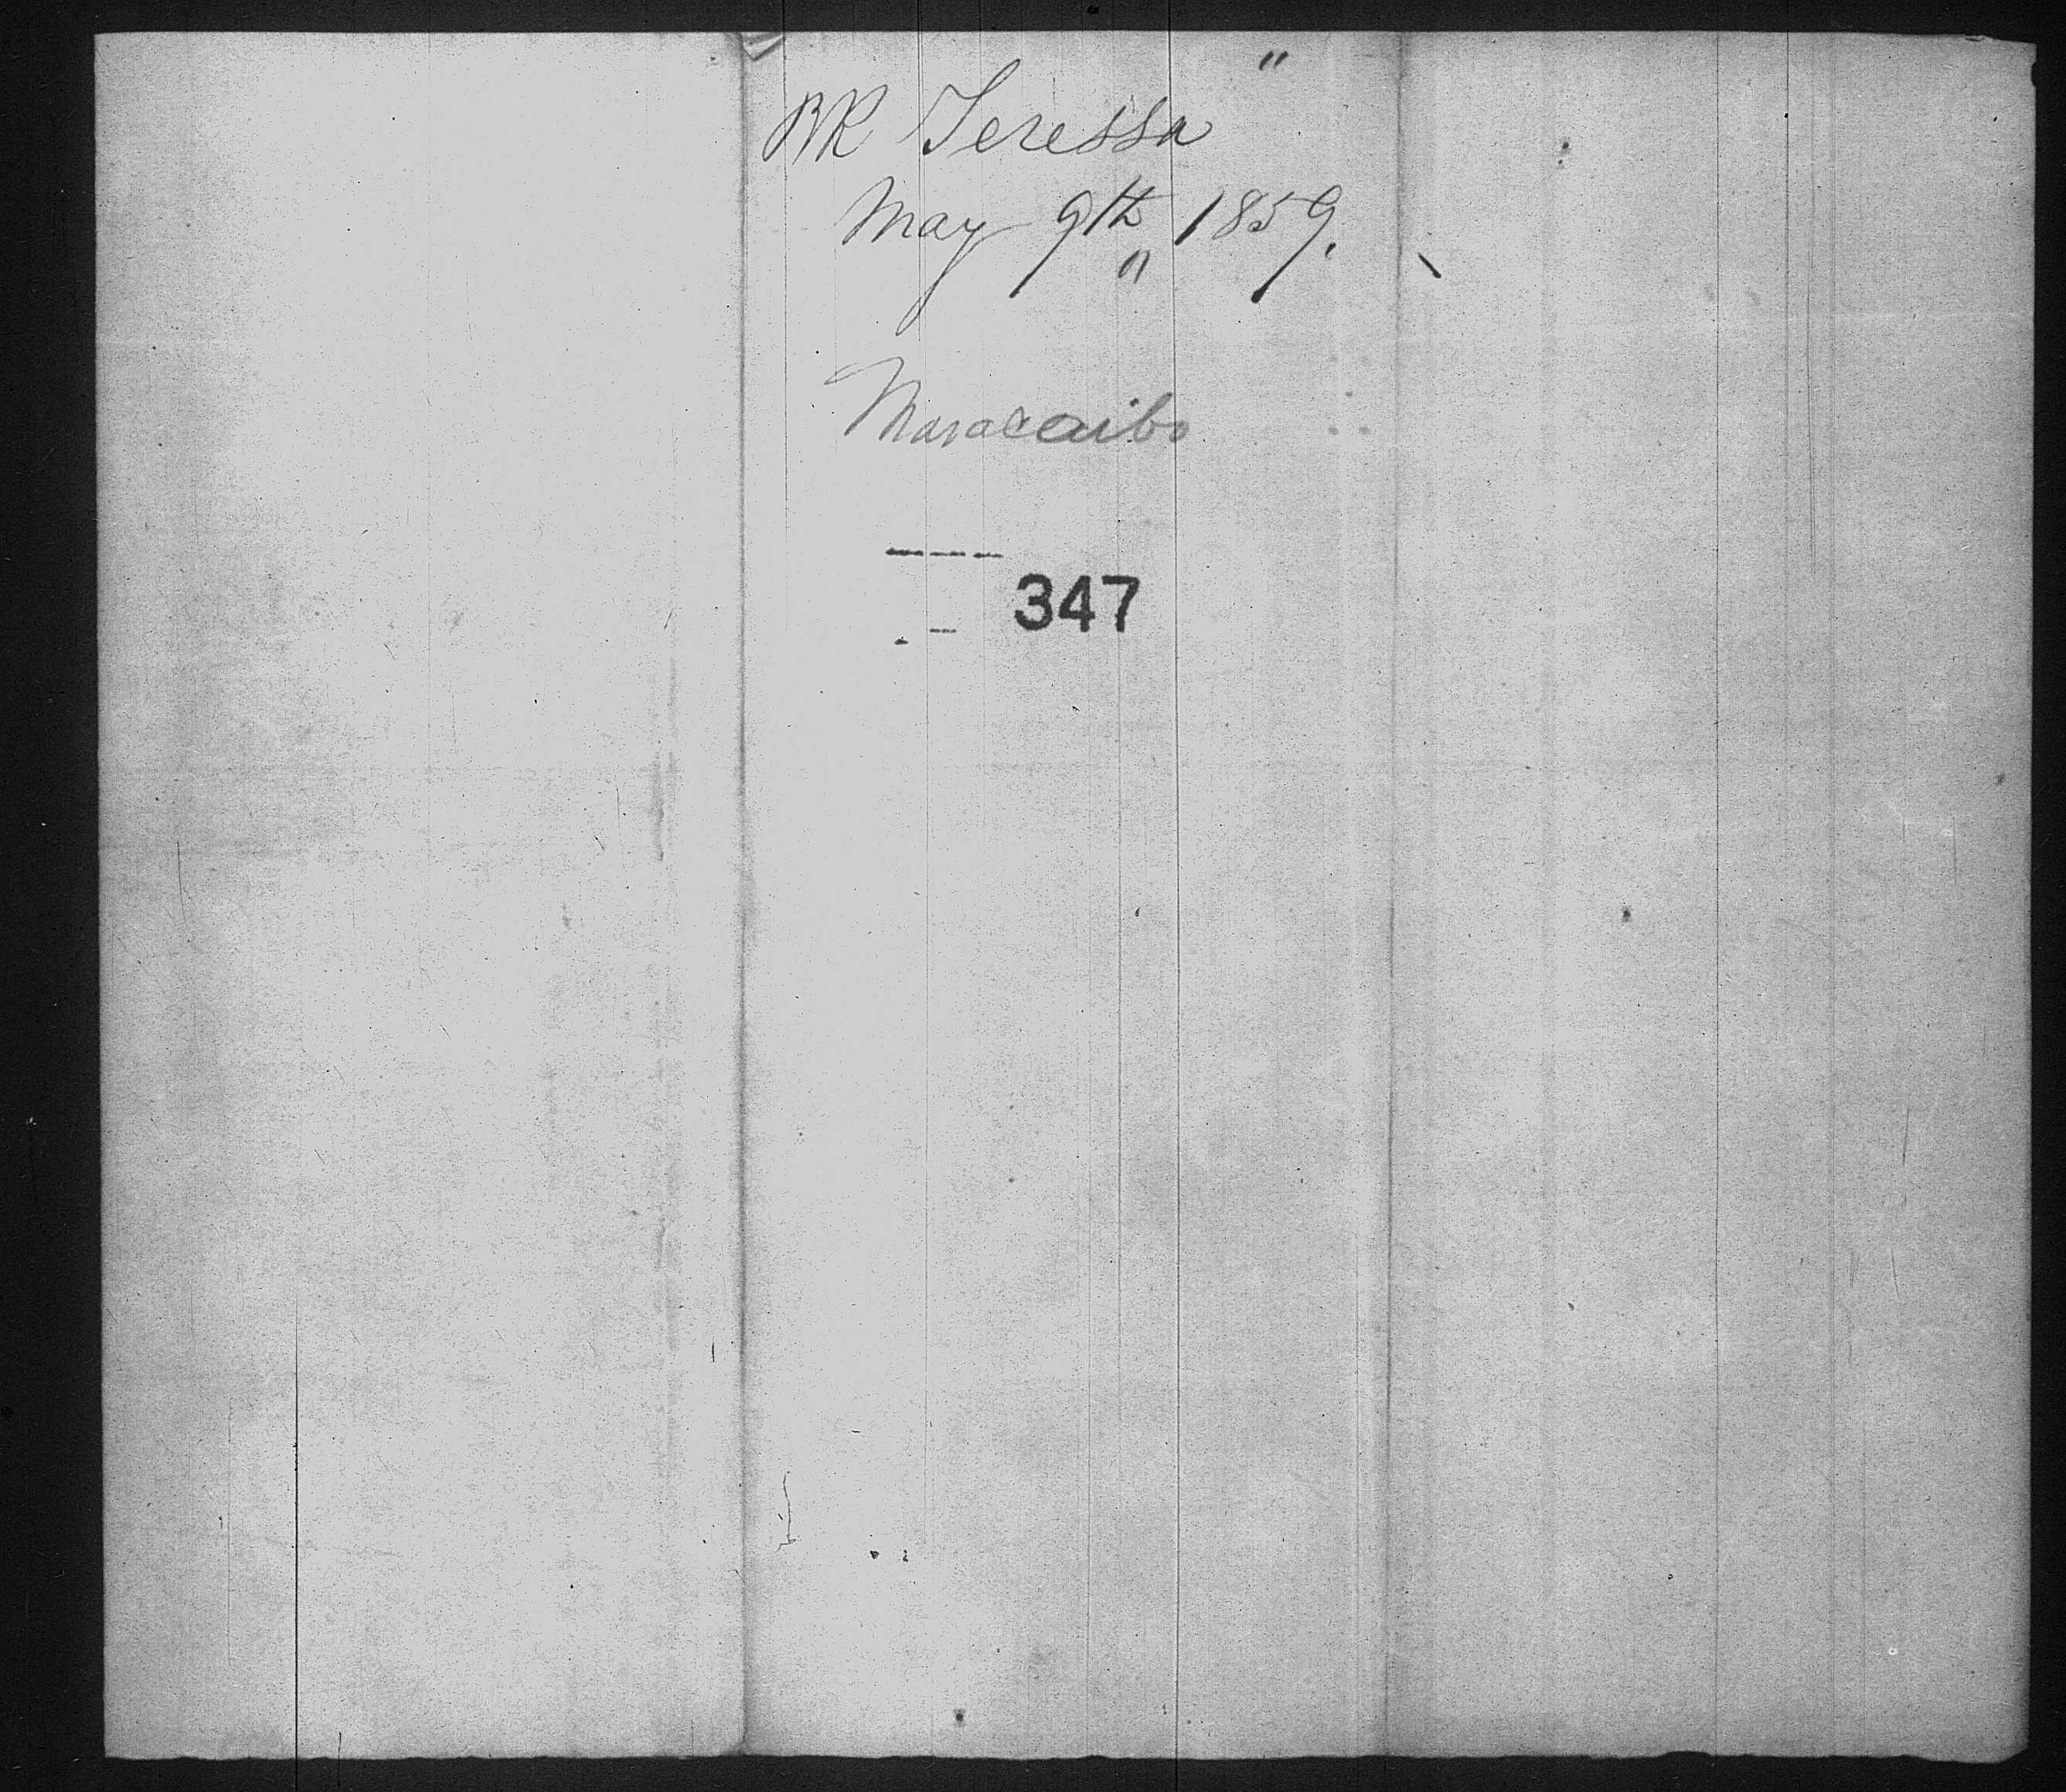 BK Teressa "
May 9th 1859.
"
Maracaibo
347